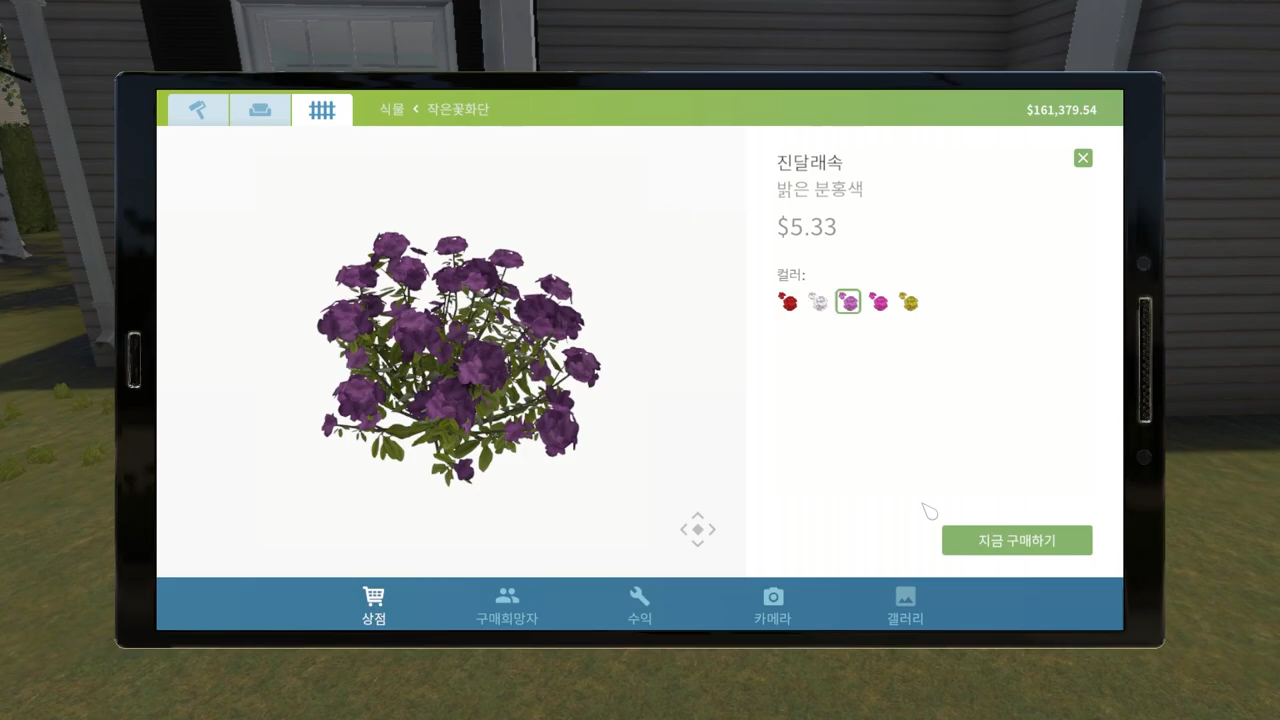 식물 < 작은꽃화단
$161,379.54
진달래속
밝은 분홍색
$5.33
컬러:
지금 구매하기
상점
구매희망자
수익
카메라
갤러리